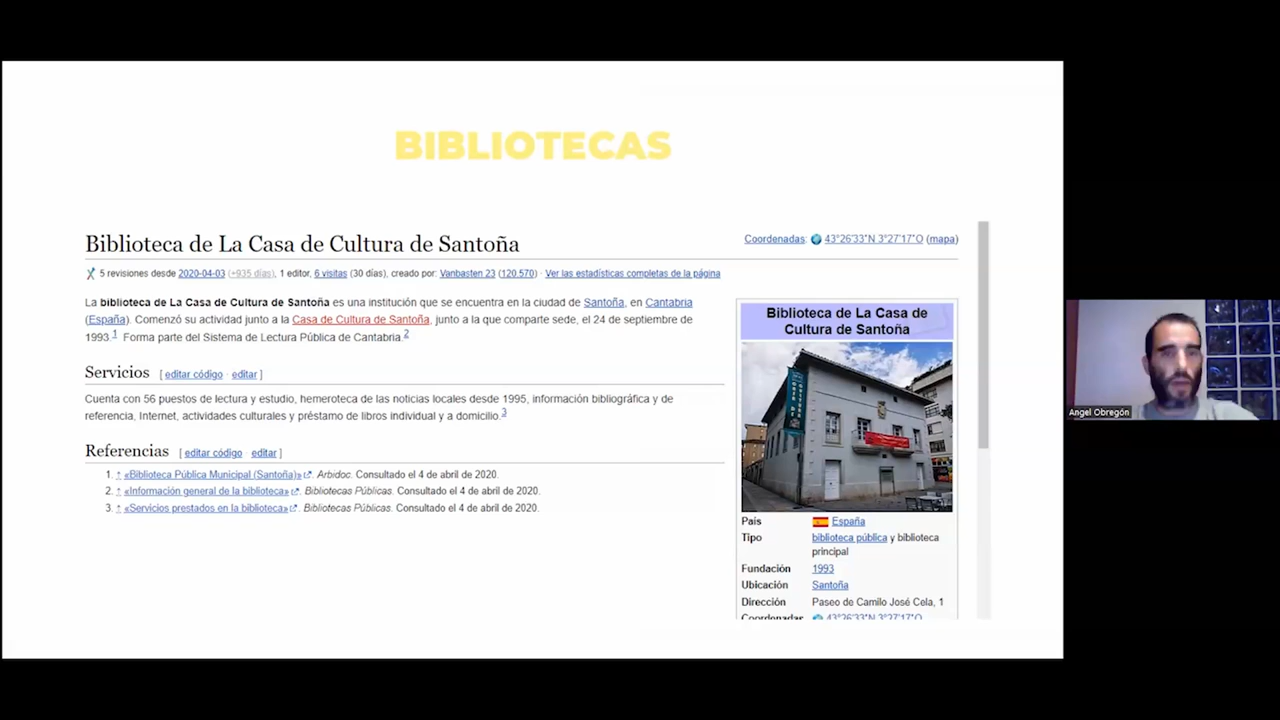 BIBLIOTECAS
Biblioteca de La Casa de Cultura de Santoña
Coordenadas: 43°26′33″N 3°27′17″O (mapa)
5 revisiones desde 2020-04-03 (+935 días), 1 editor, 6 visitas (30 días), creado por: Vanbasten 23 (120.570) · Ver las estadísticas completas de la página
La biblioteca de La Casa de Cultura de Santoña es una institución que se encuentra en la ciudad de Santoña, en Cantabria
(España). Comenzó su actividad junto a la Casa de Cultura de Santoña, junto a la que comparte sede, el 24 de septiembre de
1993.1 Forma parte del Sistema de Lectura Pública de Cantabria.2
Servicios [ editar código · editar ]
Cuenta con 56 puestos de lectura y estudio, hemeroteca de las noticias locales desde 1995, información bibliográfica y de
referencia, Internet, actividades culturales y préstamo de libros individual y a domicilio.3
Referencias [ editar código · editar ]
1. ↑ «Biblioteca Pública Municipal (Santoña)». Arbidoc. Consultado el 4 de abril de 2020.
2. ↑ «Información general de la biblioteca». Bibliotecas Públicas. Consultado el 4 de abril de 2020.
3. ↑ «Servicios prestados en la biblioteca». Bibliotecas Públicas. Consultado el 4 de abril de 2020.
Biblioteca de La Casa de
Cultura de Santoña
CASA DE CULTURA
País España
Tipo biblioteca pública y biblioteca
principal
Fundación 1993
Ubicación Santoña
Dirección Paseo de Camilo José Cela, 1
Coordenadas 43°26′33″N 3°27′17″O
Angel Obregón